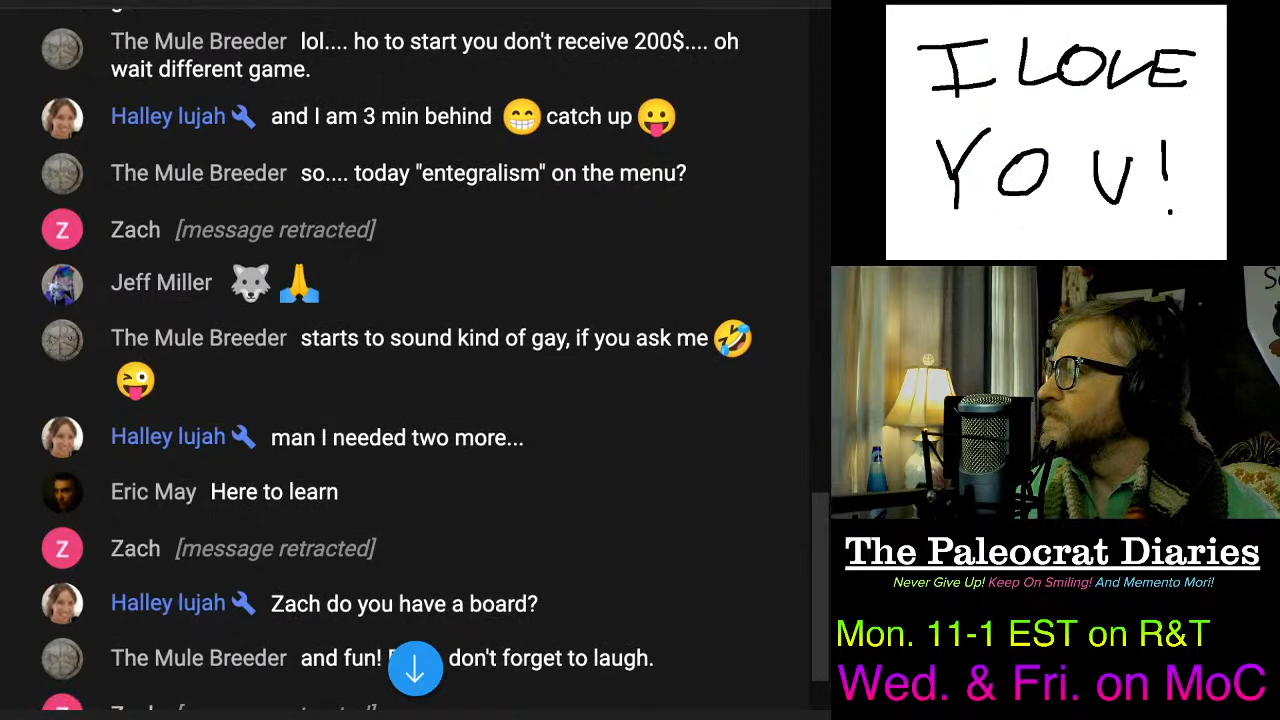 The Mule Breeder lol.... ho to start you don't receive 200$.... oh
wait different game.
Halley lujah and I am 3 min behind 😁 catch up 😛
The Mule Breeder so.... today "entegralism" on the menu?
Z Zach [message retracted]
Jeff Miller 🐺 🙏
The Mule Breeder starts to sound kind of gay, if you ask me 🤣
😜
Halley lujah man I needed two more...
Eric May Here to learn
Z Zach [message retracted]
Halley lujah Zach do you have a board?
The Mule Breeder and fun! don't forget to laugh.
I LOVE
YOU!
The Paleocrat Diaries
Never Give Up! Keep On Smiling! And Memento Mori!
Mon. 11-1 EST on R&T
Wed. & Fri. on MoC